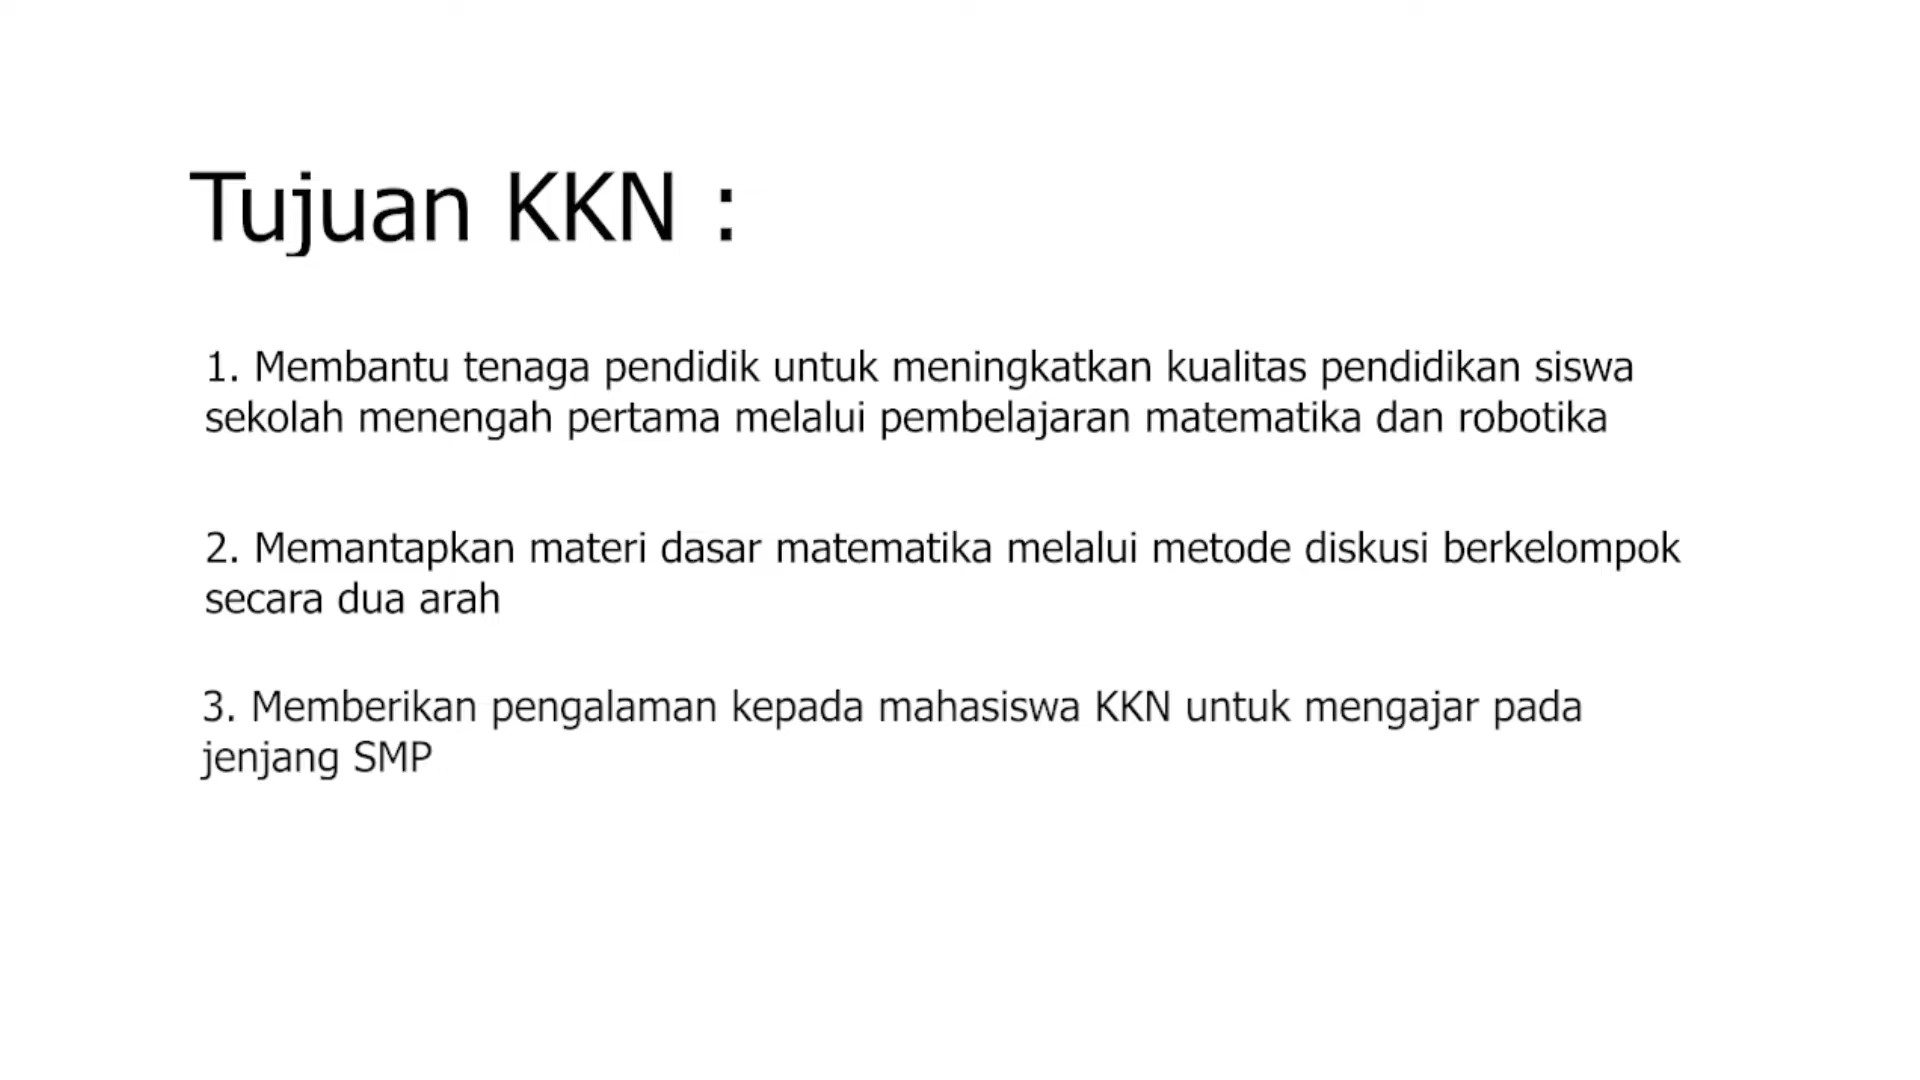 Tujuan KKN :
1. Membantu tenaga pendidik untuk meningkatkan kualitas pendidikan siswa
sekolah menengah pertama melalui pembelajaran matematika dan robotika
2. Memantapkan materi dasar matematika melalui metode diskusi berkelompok
secara dua arah
3. Memberikan pengalaman kepada mahasiswa KKN untuk mengajar pada
jenjang SMP